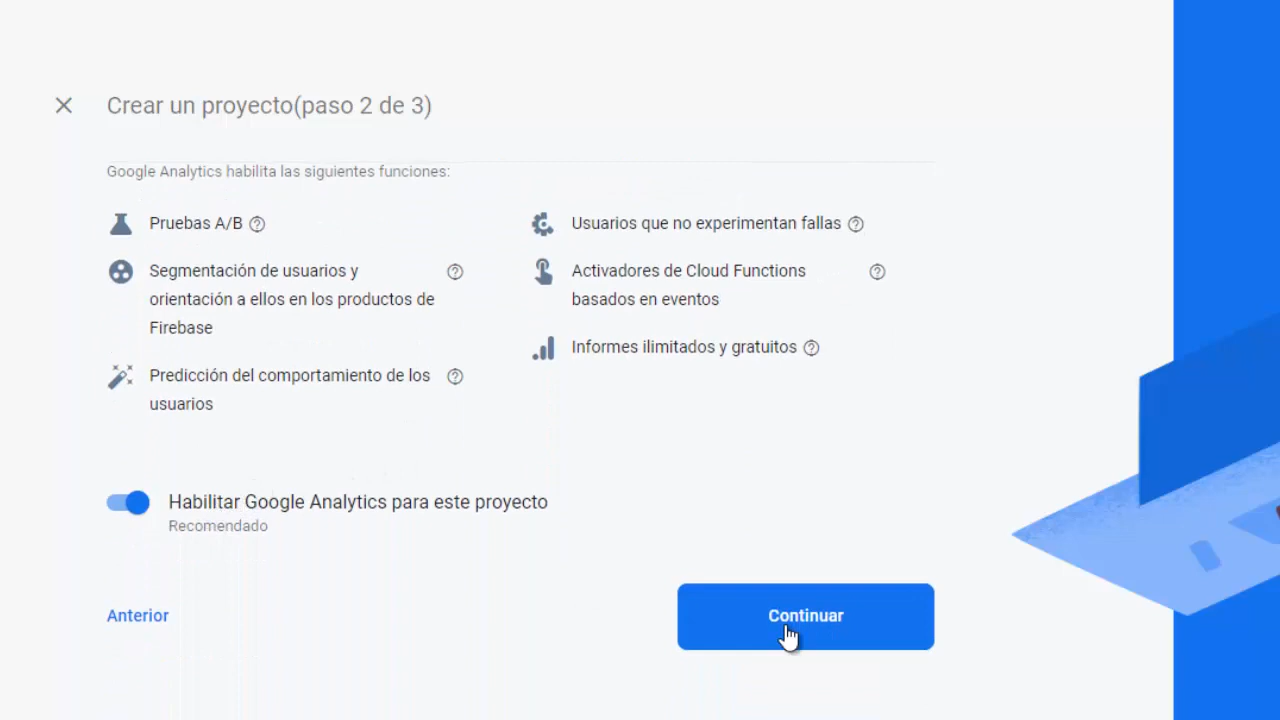 Crear un proyecto(paso 2 de 3)
Google Analytics habilita las siguientes funciones:
Pruebas A/B
Segmentación de usuarios y
orientación a ellos en los productos de
Firebase
Predicción del comportamiento de los
usuarios
Usuarios que no experimentan fallas
Activadores de Cloud Functions
basados en eventos
Informes ilimitados y gratuitos
Habilitar Google Analytics para este proyecto
Recomendado
Anterior
Continuar